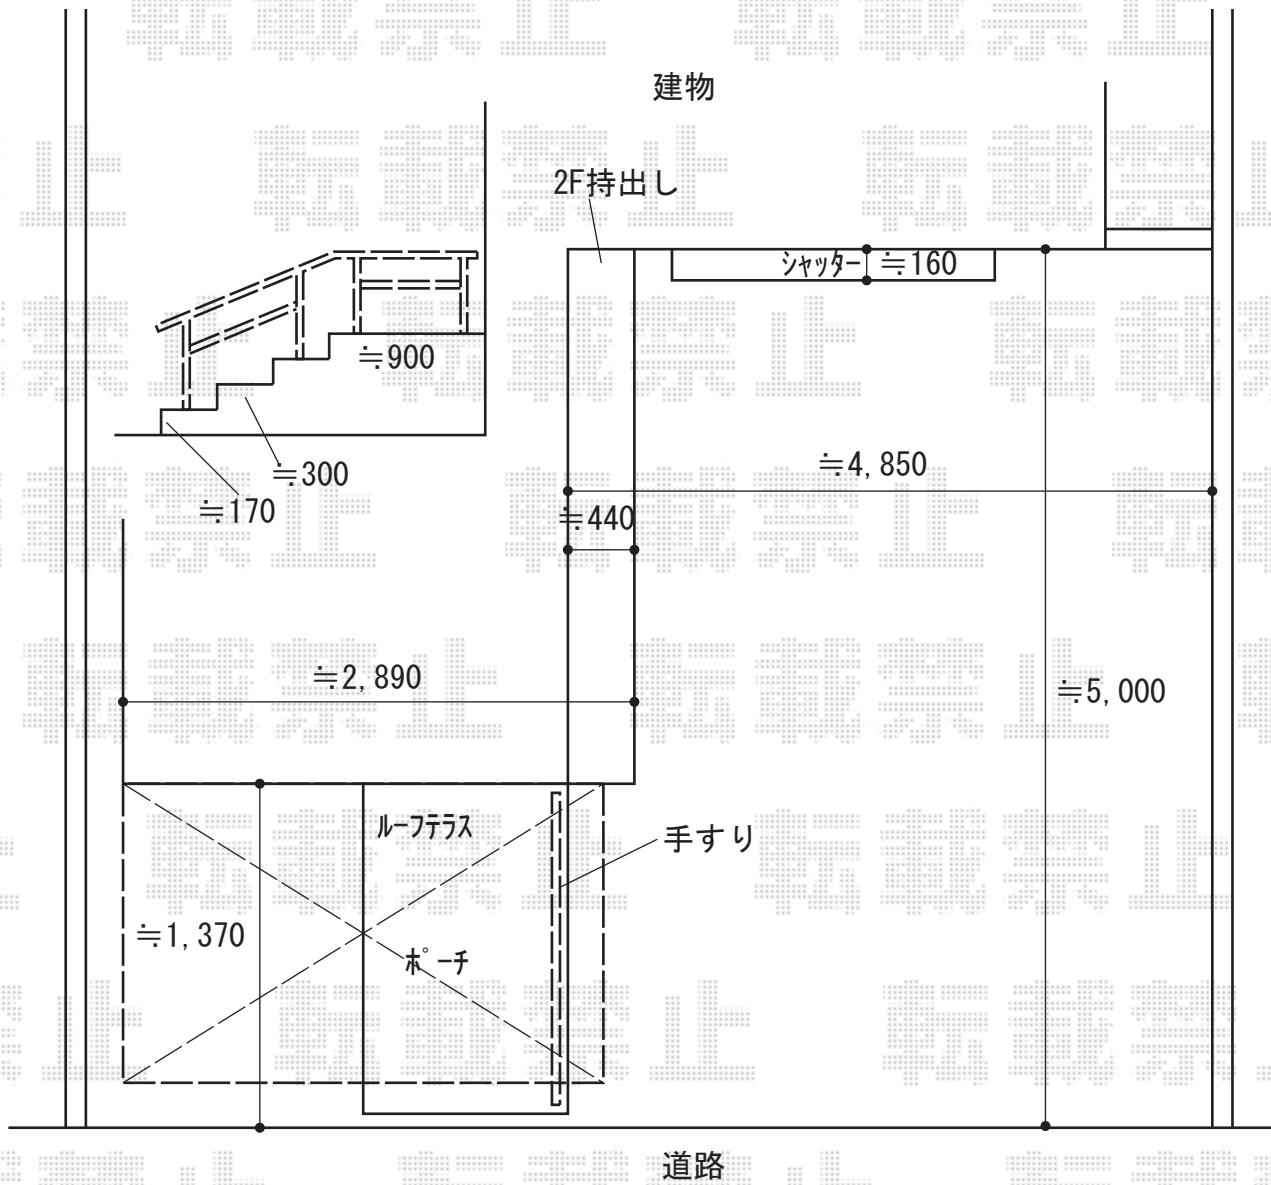 建物
2F持出し
シャッター ≒160
≒900
≒300
≒170
≒4,850
≒440
≒2,890
≒5,000
ルーフテラス
手すり
≒1,370
ポーチ
道路
転載禁止